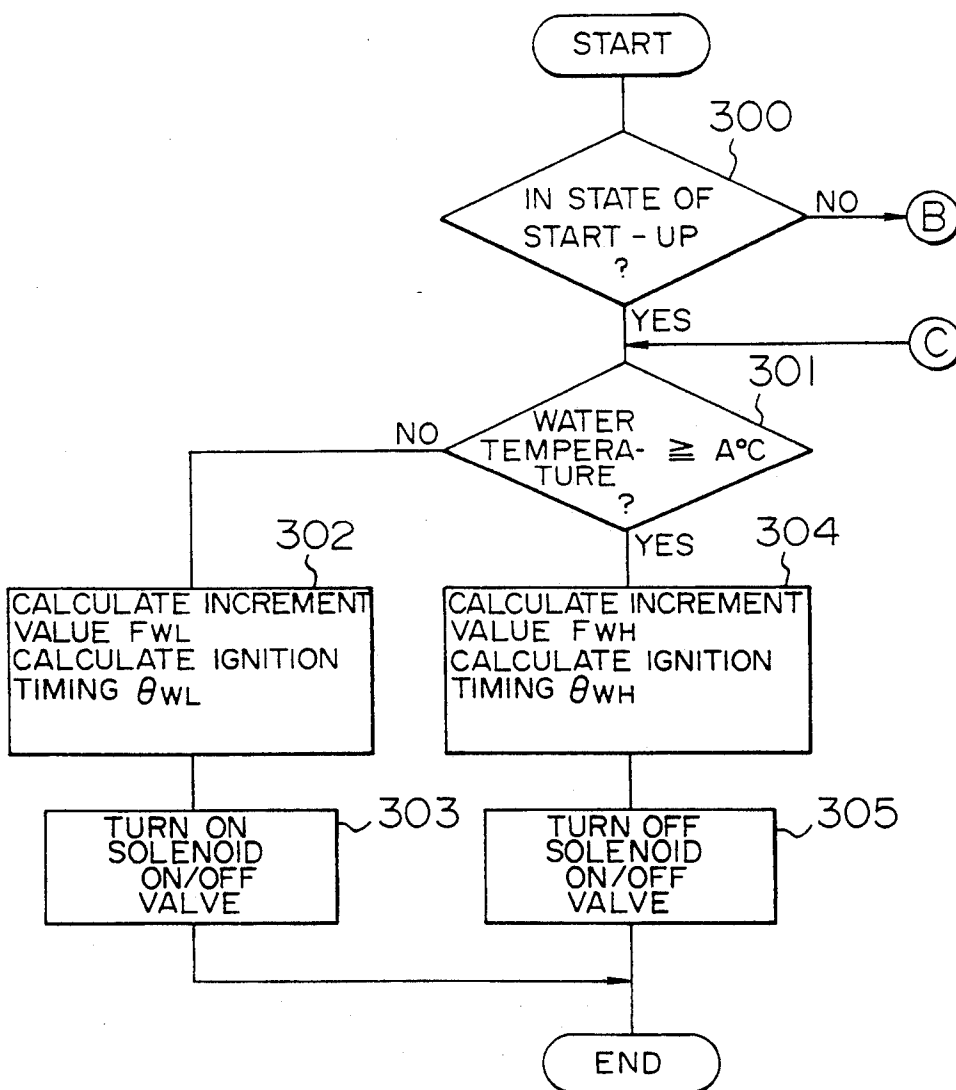 START
300
IN STATE OF
START-UP
?
NO
B
YES
C
301
WATER
TEMPERA- ≧ A°C
TURE
?
NO
YES
302
304
CALCULATE INCREMENT
VALUE FWL
CALCULATE IGNITION
TIMING θWL
CALCULATE INCREMENT
VALUE FWH
CALCULATE IGNITION
TIMING θWH
303
TURN ON
SOLENOID
ON/OFF
VALVE
305
TURN OFF
SOLENOID
ON/OFF
VALVE
END